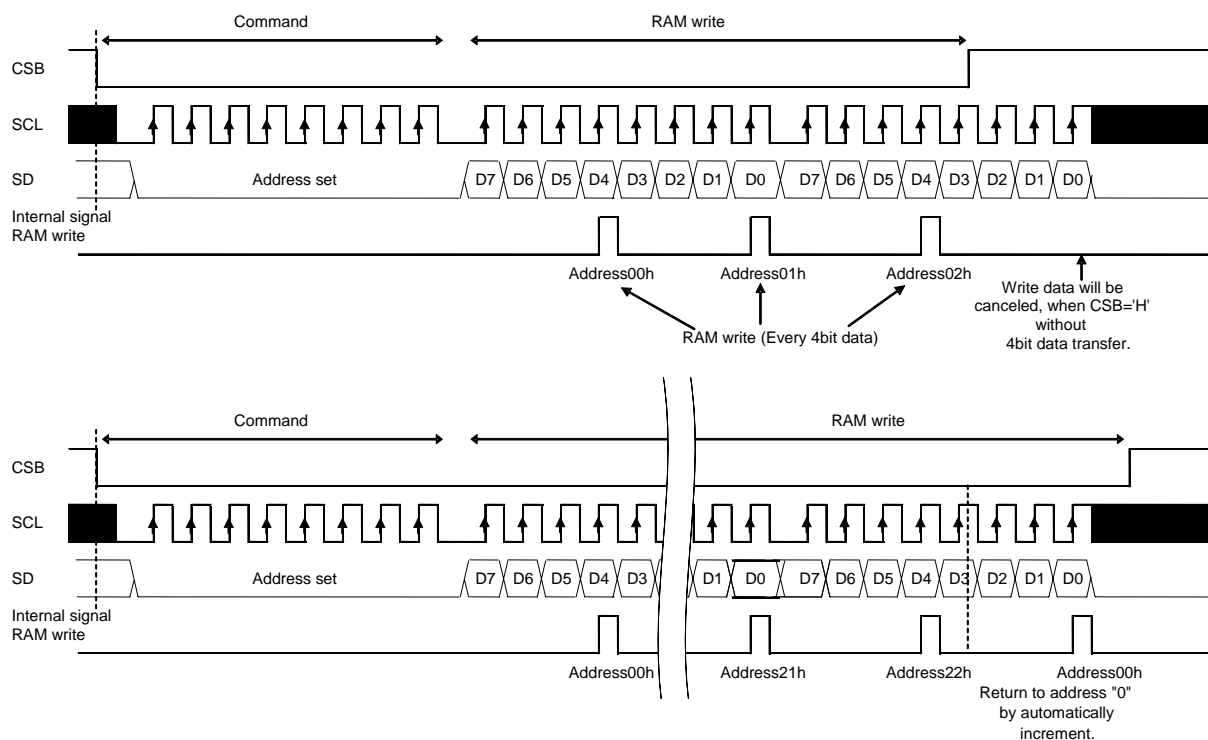 Command RAM write
CSB
SCL
SD Address set D7 D6 D5 D4 D3 D2 D1 D0 D7 D6 D5 D4 D3 D2 D1 D0
Internal signal
RAM write
Address00h Address01h Address02h
RAM write (Every 4bit data)
Write data will be
canceled, when CSB='H'
without
4bit data transfer.
Command RAM write
CSB
SCL
SD Address set D7 D6 D5 D4 D3 D1 D0 D7 D6 D5 D4 D3 D2 D1 D0
Internal signal
RAM write
Address00h Address21h Address22h Address00h
Return to address "0"
by automatically
increment.